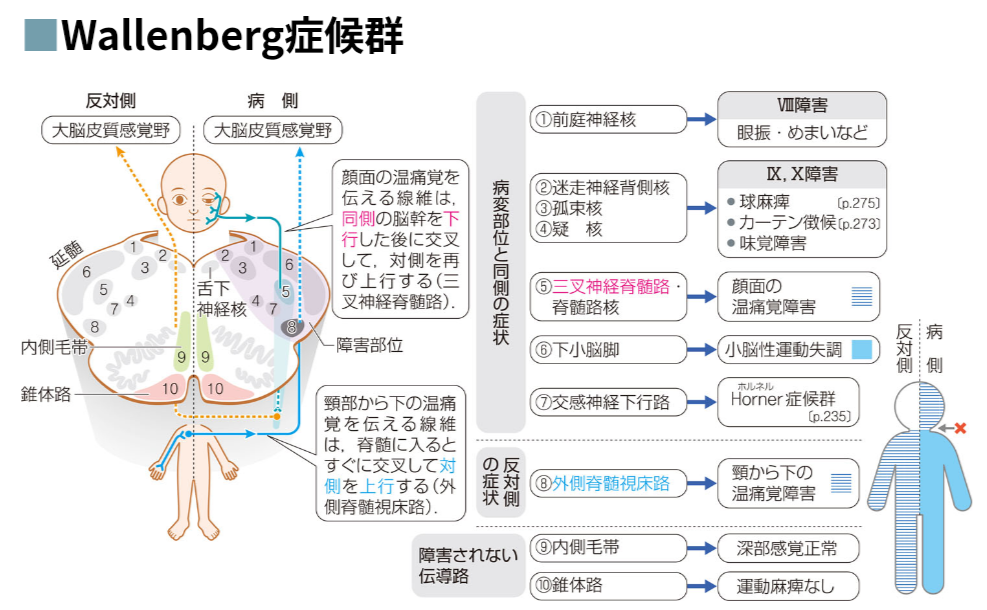 Wallenberg症候群
反対側
病 側
大脳皮質感覚野
大脳皮質感覚野
顔面の温痛覚を
伝える線維は,
同側の脳幹を下
行した後に交叉
して, 対側を再
び上行する(三
叉神経脊髄路).
延髄
1
2
3
4
5
6
7
8
9
10
1
2
3
4
5
6
7
8
9
10
舌下
神経核
内側毛帯
錐体路
障害部位
頸部から下の温痛
覚を伝える線維
は, 脊髄に入ると
すぐに交叉して対
側を上行する(外
側脊髄視床路).
病変部位と同側の症状
①前庭神経核
Ⅷ障害
眼振・めまいなど
②迷走神経背側核
③孤束核
④疑 核
Ⅸ, Ⅹ障害
球麻痺 〔p.275〕
カーテン徴候〔p.273〕
味覚障害
⑤三叉神経脊髄路・
脊髄路核
顔面の
温痛覚障害
⑥下小脳脚
小脳性運動失調
⑦交感神経下行路
ホルネル
Horner症候群
〔p.235〕
反対側
の症状
⑧外側脊髄視床路
頸から下の
温痛覚障害
障害されない
伝導路
⑨内側毛帯
深部感覚正常
⑩錐体路
運動麻痺なし
反対側
病 側